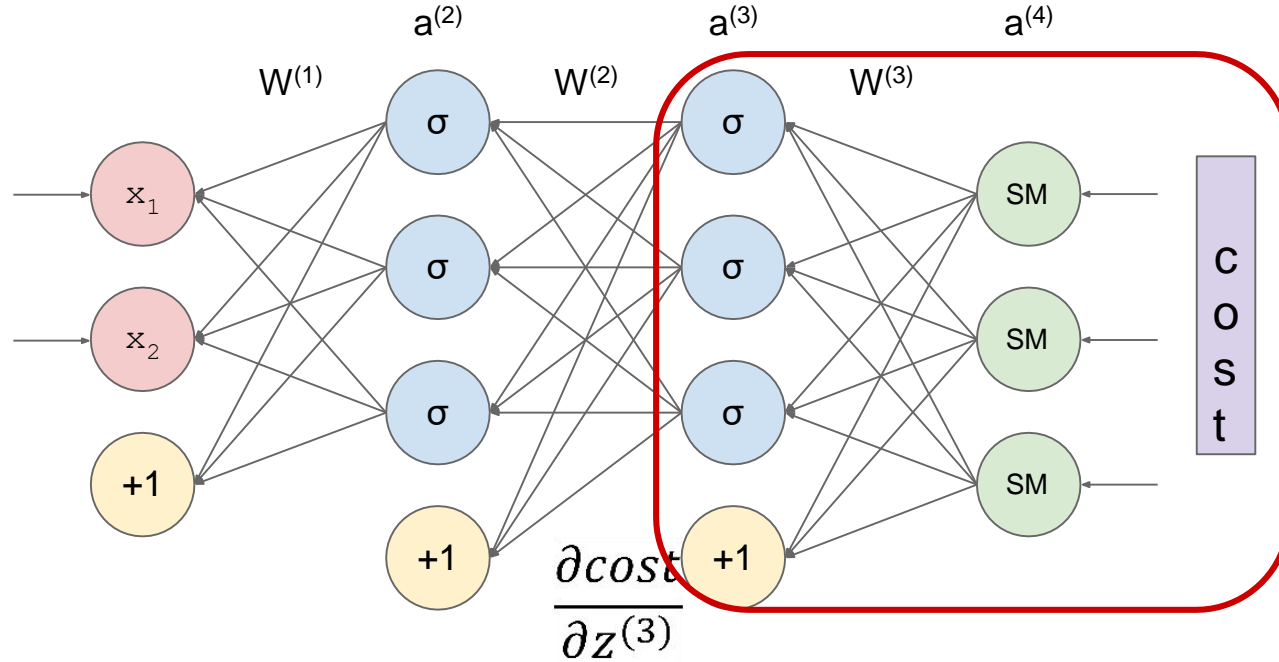 a⁽²⁾ a⁽³⁾ a⁽⁴⁾
W⁽¹⁾ W⁽²⁾ W⁽³⁾
σ σ
x₁ SM
σ σ
x₂ SM
σ σ
+1 SM
+1 +1
c
o
s
t
∂cost
∂z⁽³⁾